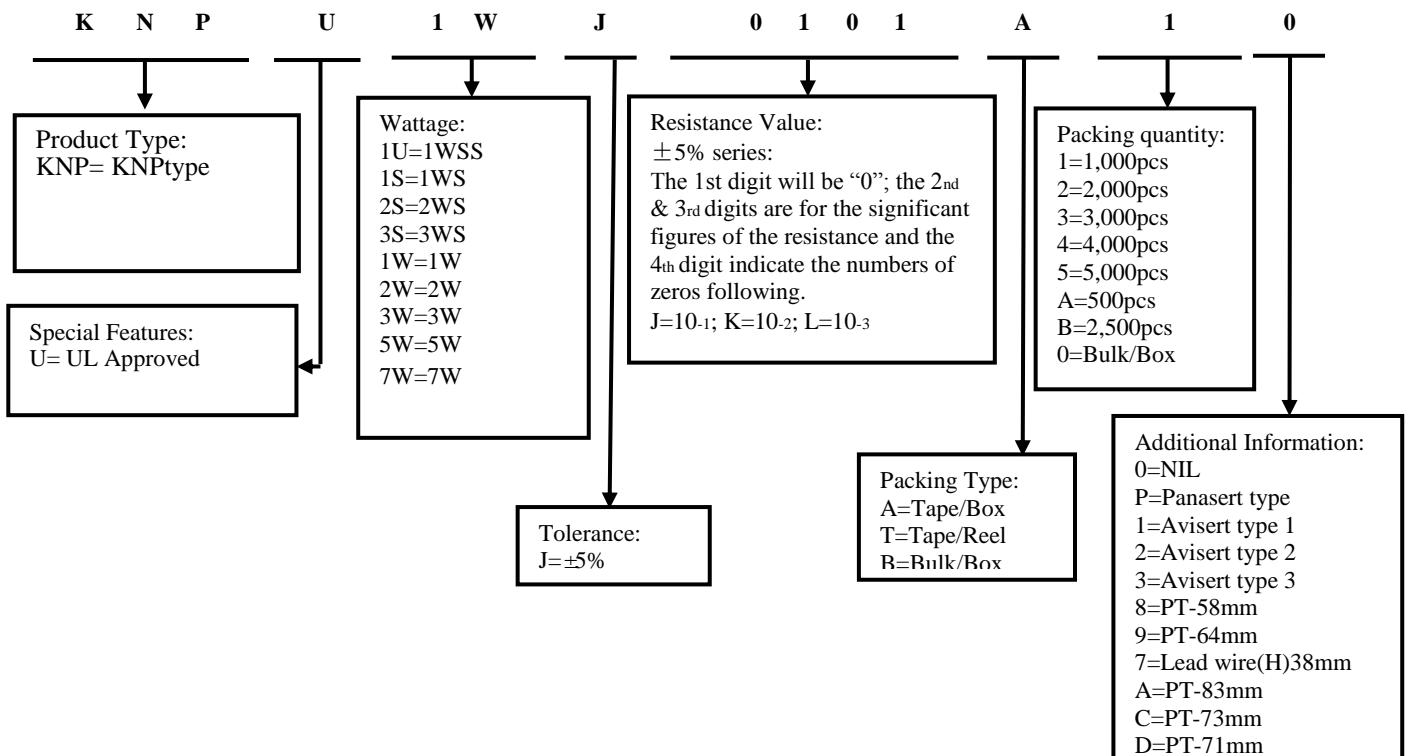 K N P U 1 W J 0 1 0 1 A 1 0
Product Type:
KNP= KNPtype
Special Features:
U= UL Approved
Wattage:
1U=1WSS
1S=1WS
2S=2WS
3S=3WS
1W=1W
2W=2W
3W=3W
5W=5W
7W=7W
Tolerance:
J=±5%
Resistance Value:
±5% series:
The 1st digit will be “0”; the 2nd
& 3rd digits are for the significant
figures of the resistance and the
4th digit indicate the numbers of
zeros following.
J=10-1; K=10-2; L=10-3
Packing Type:
A=Tape/Box
T=Tape/Reel
B=Bulk/Box
Packing quantity:
1=1,000pcs
2=2,000pcs
3=3,000pcs
4=4,000pcs
5=5,000pcs
A=500pcs
B=2,500pcs
0=Bulk/Box
Additional Information:
0=NIL
P=Panasert type
1=Avisert type 1
2=Avisert type 2
3=Avisert type 3
8=PT-58mm
9=PT-64mm
7=Lead wire(H)38mm
A=PT-83mm
C=PT-73mm
D=PT-71mm